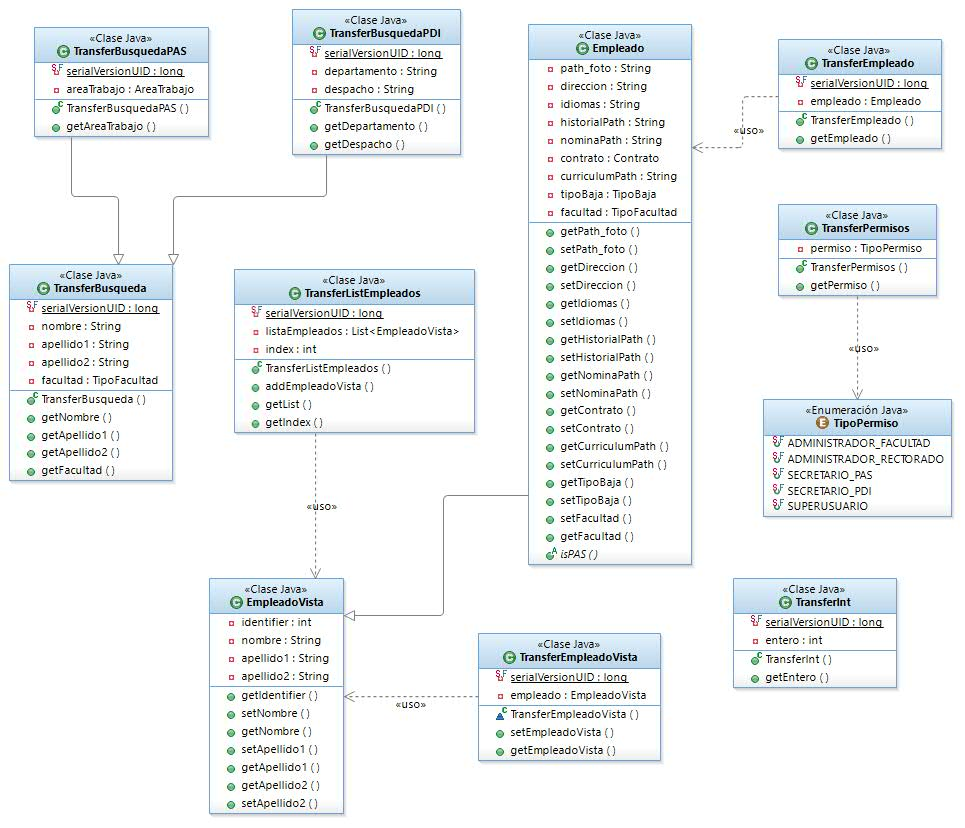 «Clase Java»
TransferBusquedaPAS
serialVersionUID : long
areaTrabajo : AreaTrabajo
TransferBusquedaPAS ( )
getAreaTrabajo ( )
«Clase Java»
TransferBusquedaPDI
serialVersionUID : long
departamento : String
despacho : String
TransferBusquedaPDI ( )
getDepartamento ( )
getDespacho ( )
«Clase Java»
Empleado
path_foto : String
direccion : String
idiomas : String
historialPath : String
nominaPath : String
contrato : Contrato
curriculumPath : String
tipoBaja : TipoBaja
facultad : TipoFacultad
getPath_foto ( )
setPath_foto ( )
getDireccion ( )
setDireccion ( )
getIdiomas ( )
setIdiomas ( )
getHistorialPath ( )
setHistorialPath ( )
getNominaPath ( )
setNominaPath ( )
getContrato ( )
setContrato ( )
getCurriculumPath ( )
setCurriculumPath ( )
getTipoBaja ( )
setTipoBaja ( )
setFacultad ( )
getFacultad ( )
isPAS ( )
«Clase Java»
TransferEmpleado
serialVersionUID : long
empleado : Empleado
TransferEmpleado ( )
getEmpleado ( )
«uso»
«Clase Java»
TransferPermisos
permiso : TipoPermiso
TransferPermisos ( )
getPermiso ( )
«uso»
«Enumeración Java»
TipoPermiso
ADMINISTRADOR_FACULTAD
ADMINISTRADOR_RECTORADO
SECRETARIO_PAS
SECRETARIO_PDI
SUPERUSUARIO
«Clase Java»
TransferBusqueda
serialVersionUID : long
nombre : String
apellido1 : String
apellido2 : String
facultad : TipoFacultad
TransferBusqueda ( )
getNombre ( )
getApellido1 ( )
getApellido2 ( )
getFacultad ( )
«Clase Java»
TransferListEmpleados
serialVersionUID : long
listaEmpleados : List<EmpleadoVista>
index : int
TransferListEmpleados ( )
addEmpleadoVista ( )
getList ( )
getIndex ( )
«uso»
«Clase Java»
EmpleadoVista
identifier : int
nombre : String
apellido1 : String
apellido2 : String
getIdentifier ( )
setNombre ( )
getNombre ( )
setApellido1 ( )
getApellido1 ( )
getApellido2 ( )
setApellido2 ( )
«uso»
«Clase Java»
TransferEmpleadoVista
serialVersionUID : long
empleado : EmpleadoVista
TransferEmpleadoVista ( )
setEmpleadoVista ( )
getEmpleadoVista ( )
«Clase Java»
TransferInt
serialVersionUID : long
entero : int
TransferInt ( )
getEntero ( )